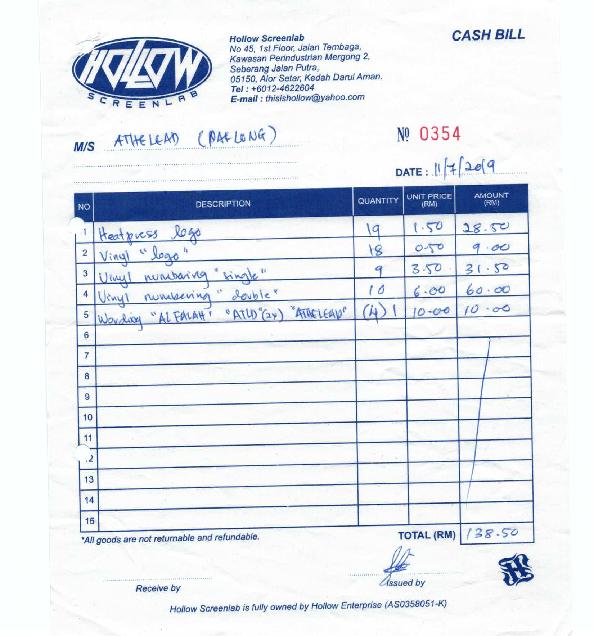 HOLLOW
SCREENLAB
Hollow Screenlab
No 45, 1st Floor, Jalan Tembaga,
Kawasan Perindustrian Mergong 2,
Seberang Jalan Putra,
05150, Alor Setar, Kedah Darul Aman.
Tel : +6012-4622604
E-mail : thisishollow@yahoo.com
CASH BILL
M/S ATHELEAD (PAK LONG)
No 0354
DATE : 11/7/2019
NO DESCRIPTION QUANTITY UNIT PRICE (RM) AMOUNT (RM)
1 Heatpress logo 19 1.50 28.50
2 Vinyl "logo" 18 0.50 9.00
3 Vinyl numbering "single" 9 3.50 31.50
4 Vinyl numbering "double" 10 6.00 60.00
5 Wording "AL FALAH" "ATLD"(2x) "ATHELEAD" (4) 1 10.00 10.00
6
7
8
9
10
11
12
13
14
15
*All goods are not returnable and refundable.
TOTAL (RM) 138.50
Receive by
Issued by
Hollow Screenlab is fully owned by Hollow Enterprise (AS0358051-K)